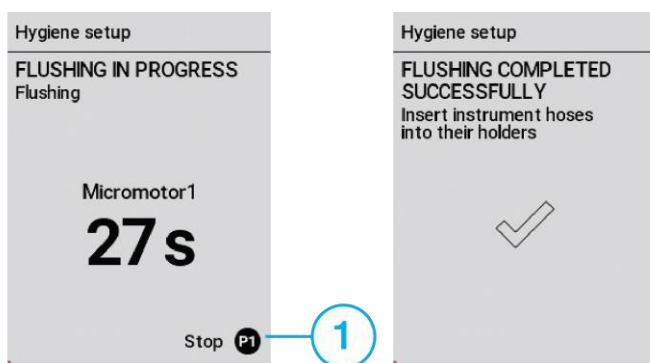 Hygiene setup
FLUSHING IN PROGRESS
Flushing
Micromotor1
27 s
Stop P1
1
Hygiene setup
FLUSHING COMPLETED
SUCCESSFULLY
Insert instrument hoses
into their holders